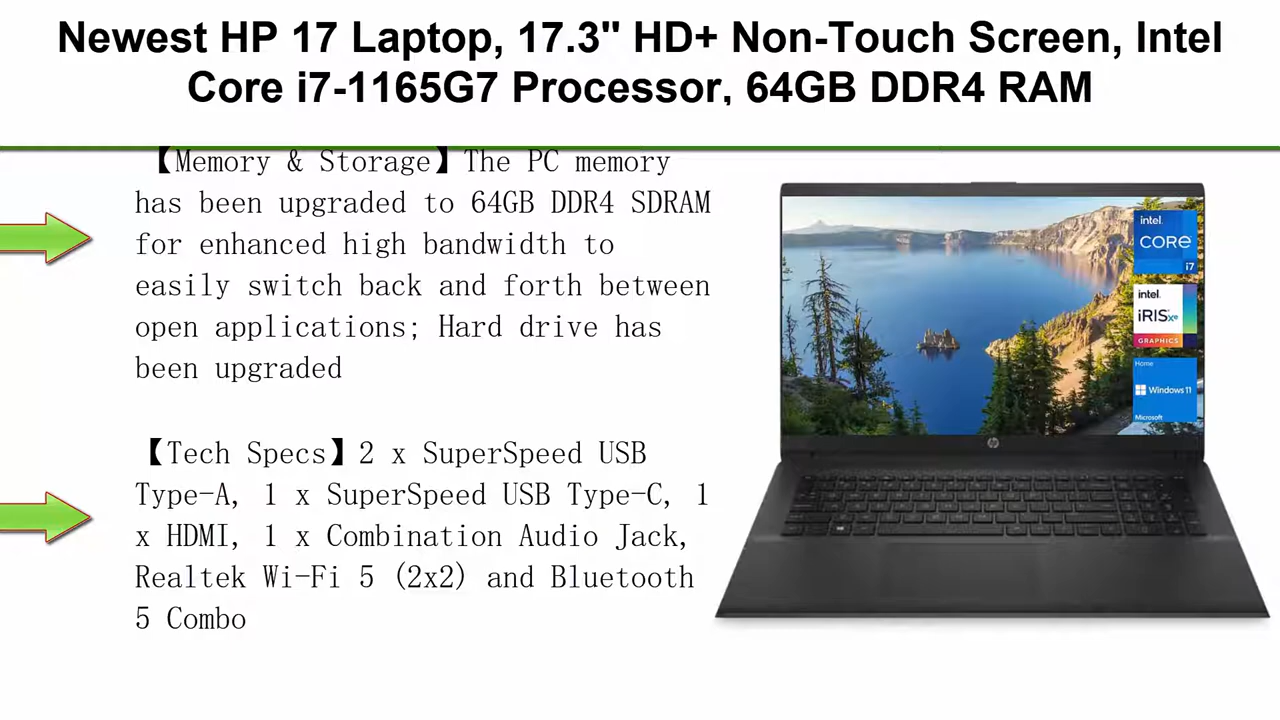 Newest HP 17 Laptop, 17.3" HD+ Non-Touch Screen, Intel
Core i7-1165G7 Processor, 64GB DDR4 RAM
【Memory & Storage】The PC memory
has been upgraded to 64GB DDR4 SDRAM
for enhanced high bandwidth to
easily switch back and forth between
open applications; Hard drive has
been upgraded
【Tech Specs】2 x SuperSpeed USB
Type-A, 1 x SuperSpeed USB Type-C, 1
x HDMI, 1 x Combination Audio Jack,
Realtek Wi-Fi 5 (2x2) and Bluetooth
5 Combo
intel.
CORE
i7
intel.
iRISxe
GRAPHICS
Home
Windows 11
Microsoft
hp